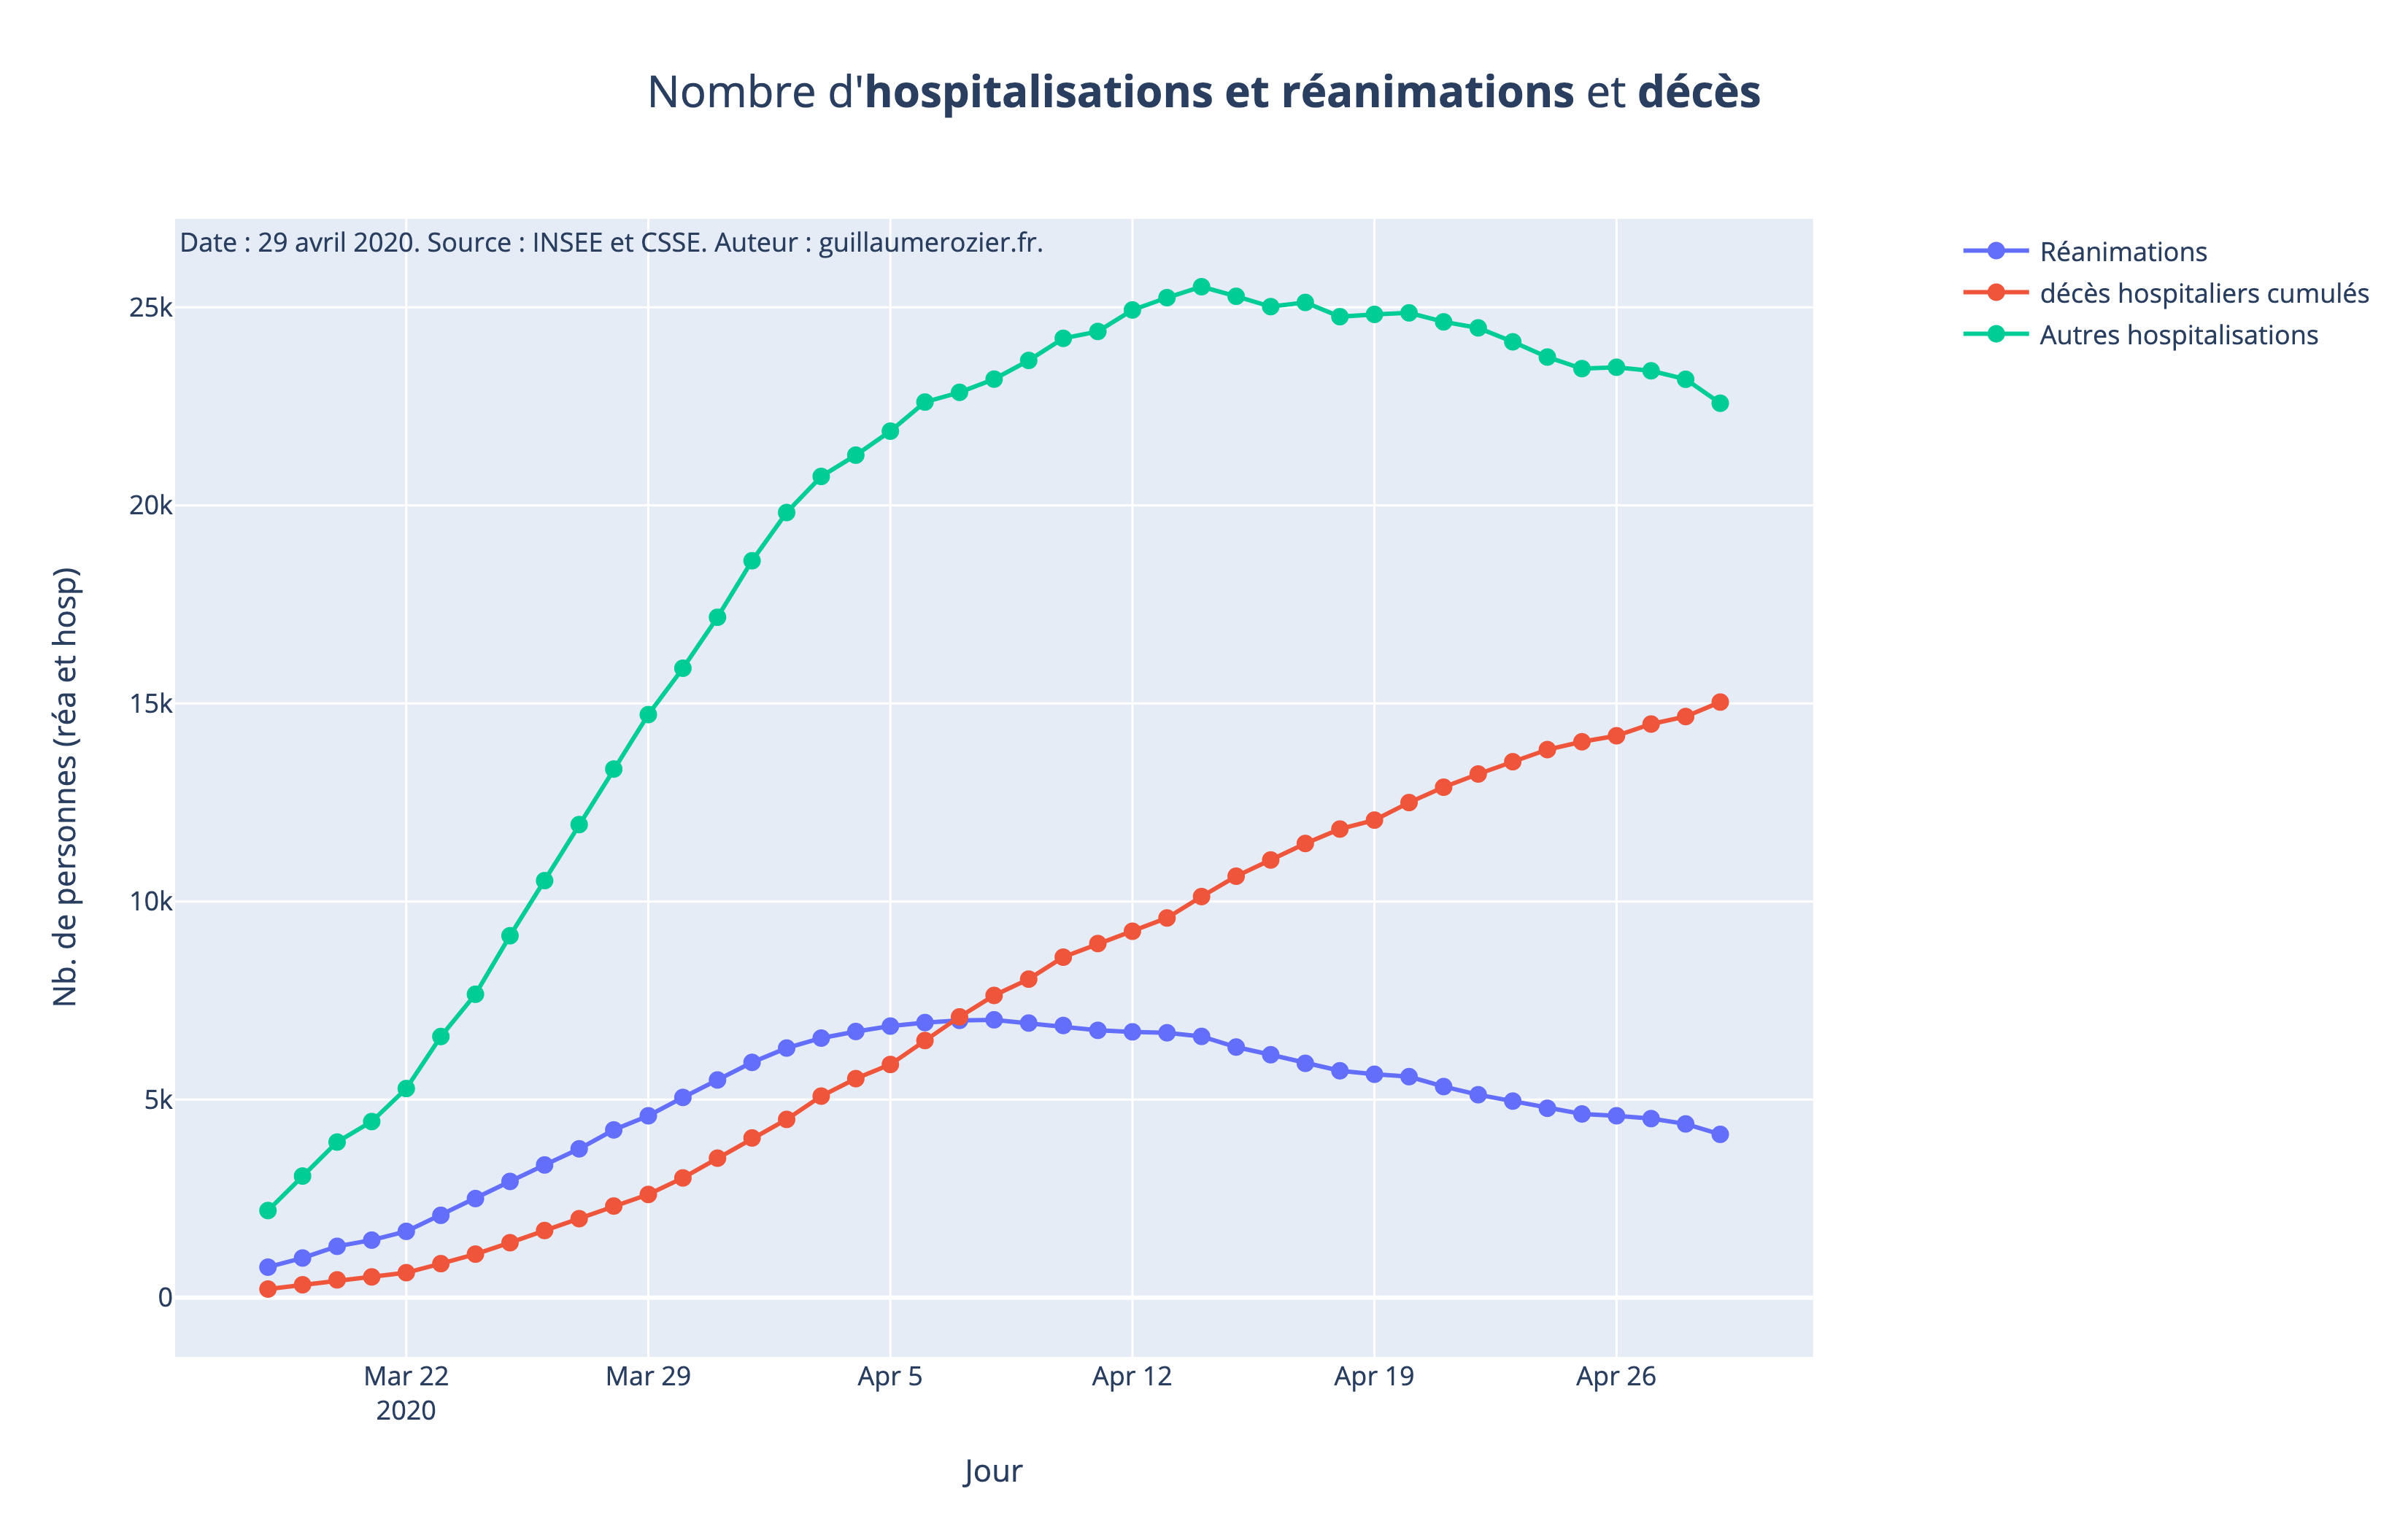 Nombre d'hospitalisations et réanimations et décès
Date : 29 avril 2020. Source : INSEE et CSSE. Auteur : guillaumerozier.fr.
Réanimations
décès hospitaliers cumulés
Autres hospitalisations
Nb. de personnes (réa et hosp)
25k
20k
15k
10k
5k
0
Mar 22
2020
Mar 29
Apr 5
Apr 12
Apr 19
Apr 26
Jour